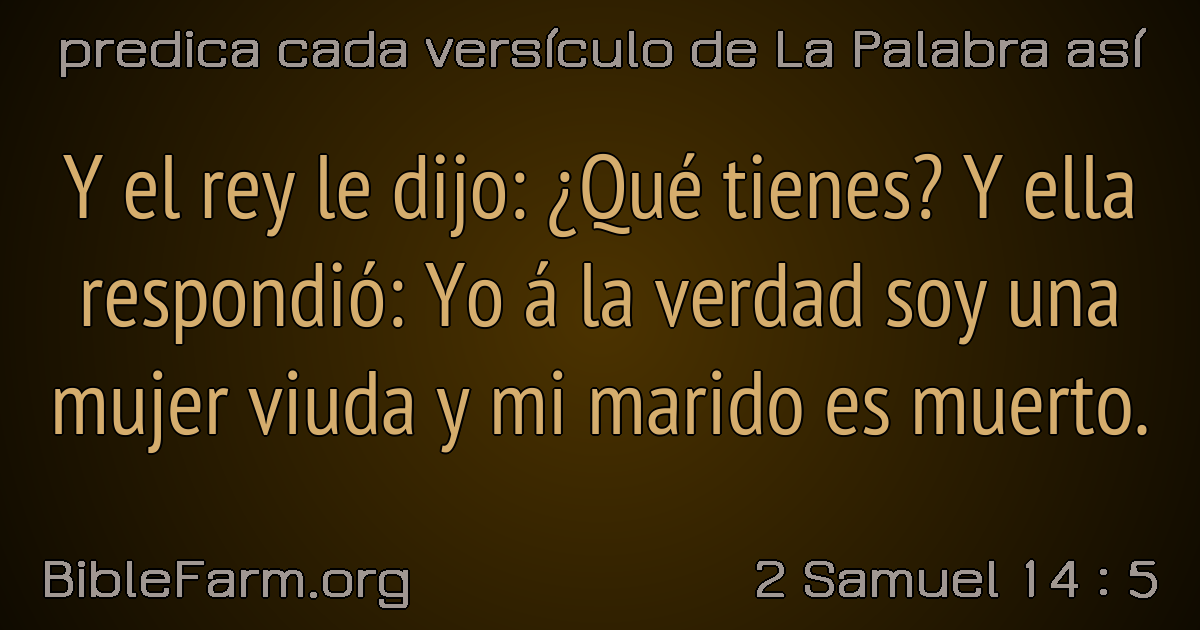 predica cada versículo de La Palabra así
Y el rey le dijo: ¿Qué tienes? Y ella
respondió: Yo á la verdad soy una
mujer viuda y mi marido es muerto.
BibleFarm.org
2 Samuel 14 : 5